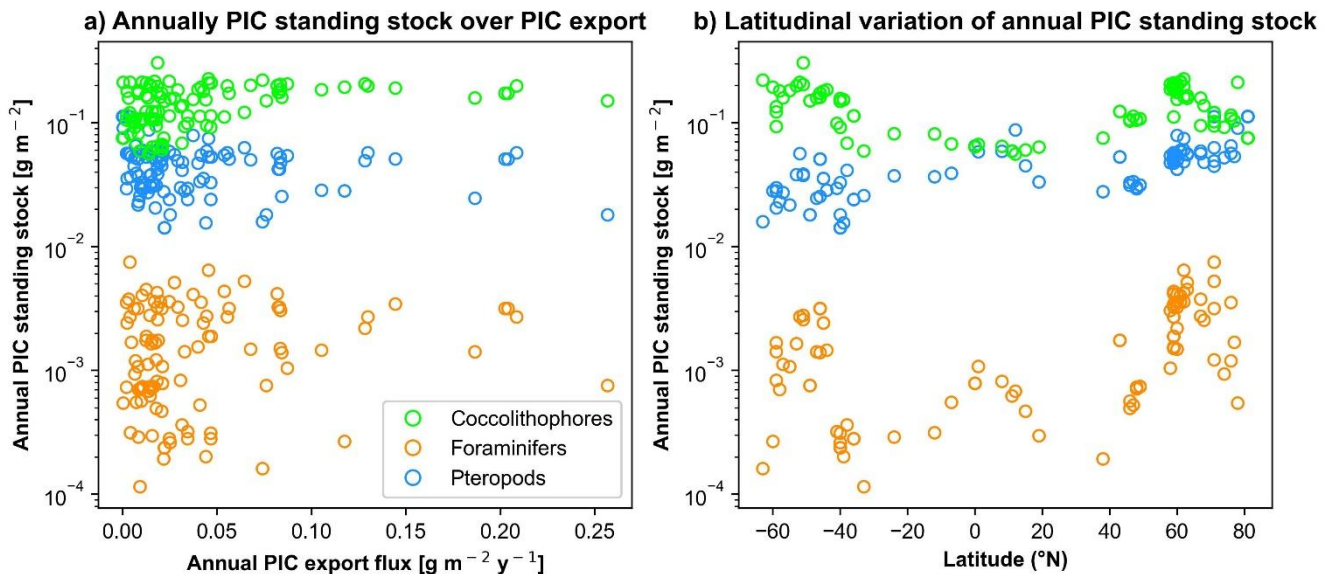 a) Annually PIC standing stock over PIC export
Annual PIC standing stock [g m⁻²]
10⁻¹
10⁻²
10⁻³
10⁻⁴
Coccolithophores
Foraminifers
Pteropods
0.00 0.05 0.10 0.15 0.20 0.25
Annual PIC export flux [g m⁻² y⁻¹]
b) Latitudinal variation of annual PIC standing stock
Annual PIC standing stock [g m⁻²]
10⁻¹
10⁻²
10⁻³
10⁻⁴
−60 −40 −20 0 20 40 60 80
Latitude (°N)